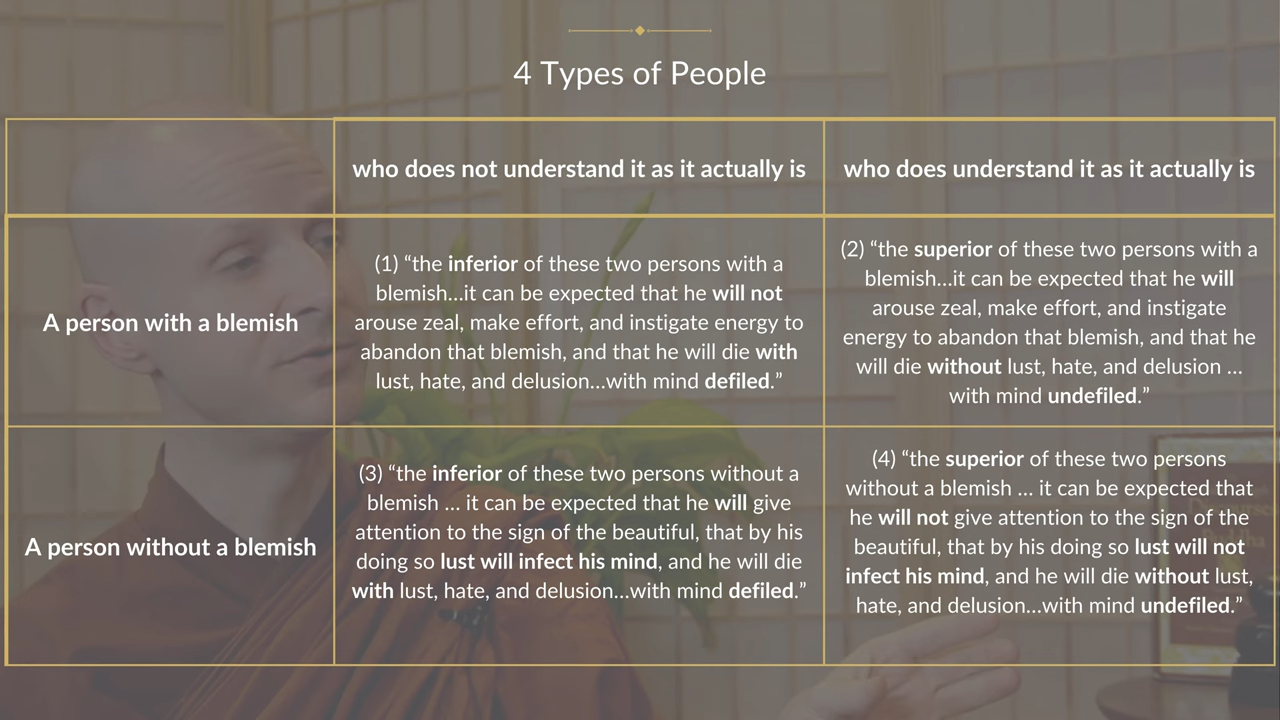 4 Types of People
who does not understand it as it actually is
who does understand it as it actually is
A person with a blemish
(1) “the inferior of these two persons with a
blemish...it can be expected that he will not
arouse zeal, make effort, and instigate energy to
abandon that blemish, and that he will die with
lust, hate, and delusion...with mind defiled.”
(2) “the superior of these two persons with a
blemish...it can be expected that he will
arouse zeal, make effort, and instigate
energy to abandon that blemish, and that he
will die without lust, hate, and delusion ...
with mind undefiled.”
A person without a blemish
(3) “the inferior of these two persons without a
blemish ... it can be expected that he will give
attention to the sign of the beautiful, that by his
doing so lust will infect his mind, and he will die
with lust, hate, and delusion...with mind defiled.”
(4) “the superior of these two persons
without a blemish ... it can be expected that
he will not give attention to the sign of the
beautiful, that by his doing so lust will not
infect his mind, and he will die without lust,
hate, and delusion...with mind undefiled.”